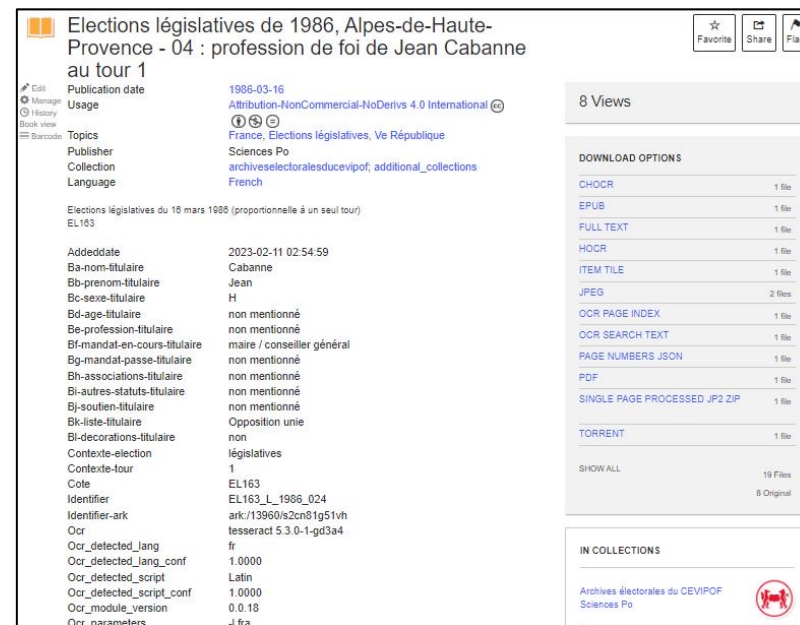 Elections législatives de 1986, Alpes-de-Haute-
Provence - 04 : profession de foi de Jean Cabanne
au tour 1
Favorite
Share
Fla
Edit
Manage
History
Book view
Barcode
Publication date 1986-03-16
Usage Attribution-NonCommercial-NoDerivs 4.0 International
Topics France, Elections législatives, Ve République
Publisher Sciences Po
Collection archiveselectoralesducevipof; additional_collections
Language French
Elections législatives du 16 mars 1986 (proportionnelle à un seul tour)
EL163
Addeddate 2023-02-11 02:54:59
Ba-nom-titulaire Cabanne
Bb-prenom-titulaire Jean
Bc-sexe-titulaire H
Bd-age-titulaire non mentionné
Be-profession-titulaire non mentionné
Bf-mandat-en-cours-titulaire maire / conseiller général
Bg-mandat-passe-titulaire non mentionné
Bh-associations-titulaire non mentionné
Bi-autres-statuts-titulaire non mentionné
Bj-soutien-titulaire non mentionné
Bk-liste-titulaire Opposition unie
Bl-decorations-titulaire non
Contexte-election législatives
Contexte-tour 1
Cote EL163
Identifier EL163_L_1986_024
Identifier-ark ark:/13960/s2cn81g51vh
Ocr tesseract 5.3.0-1-gd3a4
Ocr_detected_lang fr
Ocr_detected_lang_conf 1.0000
Ocr_detected_script Latin
Ocr_detected_script_conf 1.0000
Ocr_module_version 0.0.18
Ocr_parameters -l fra
8 Views
DOWNLOAD OPTIONS
CHOCR 1 file
EPUB 1 file
FULL TEXT 1 file
HOCR 1 file
ITEM TILE 1 file
JPEG 2 files
OCR PAGE INDEX 1 file
OCR SEARCH TEXT 1 file
PAGE NUMBERS JSON 1 file
PDF 1 file
SINGLE PAGE PROCESSED JP2 ZIP 1 file
TORRENT 1 file
SHOW ALL 19 Files
8 Original
IN COLLECTIONS
Archives électorales du CEVIPOF
Sciences Po